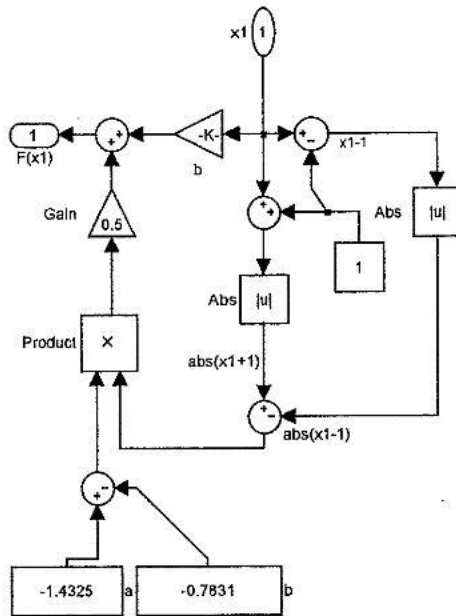 x1
1
1
F(x1)
+
+
-K-
b
+
-
x1-1
Gain
0.5
+
+
1
Abs
|u|
Abs
|u|
Product
×
abs(x1+1)
+
-
abs(x1-1)
+
-
-1.4325
a
-0.7831
b